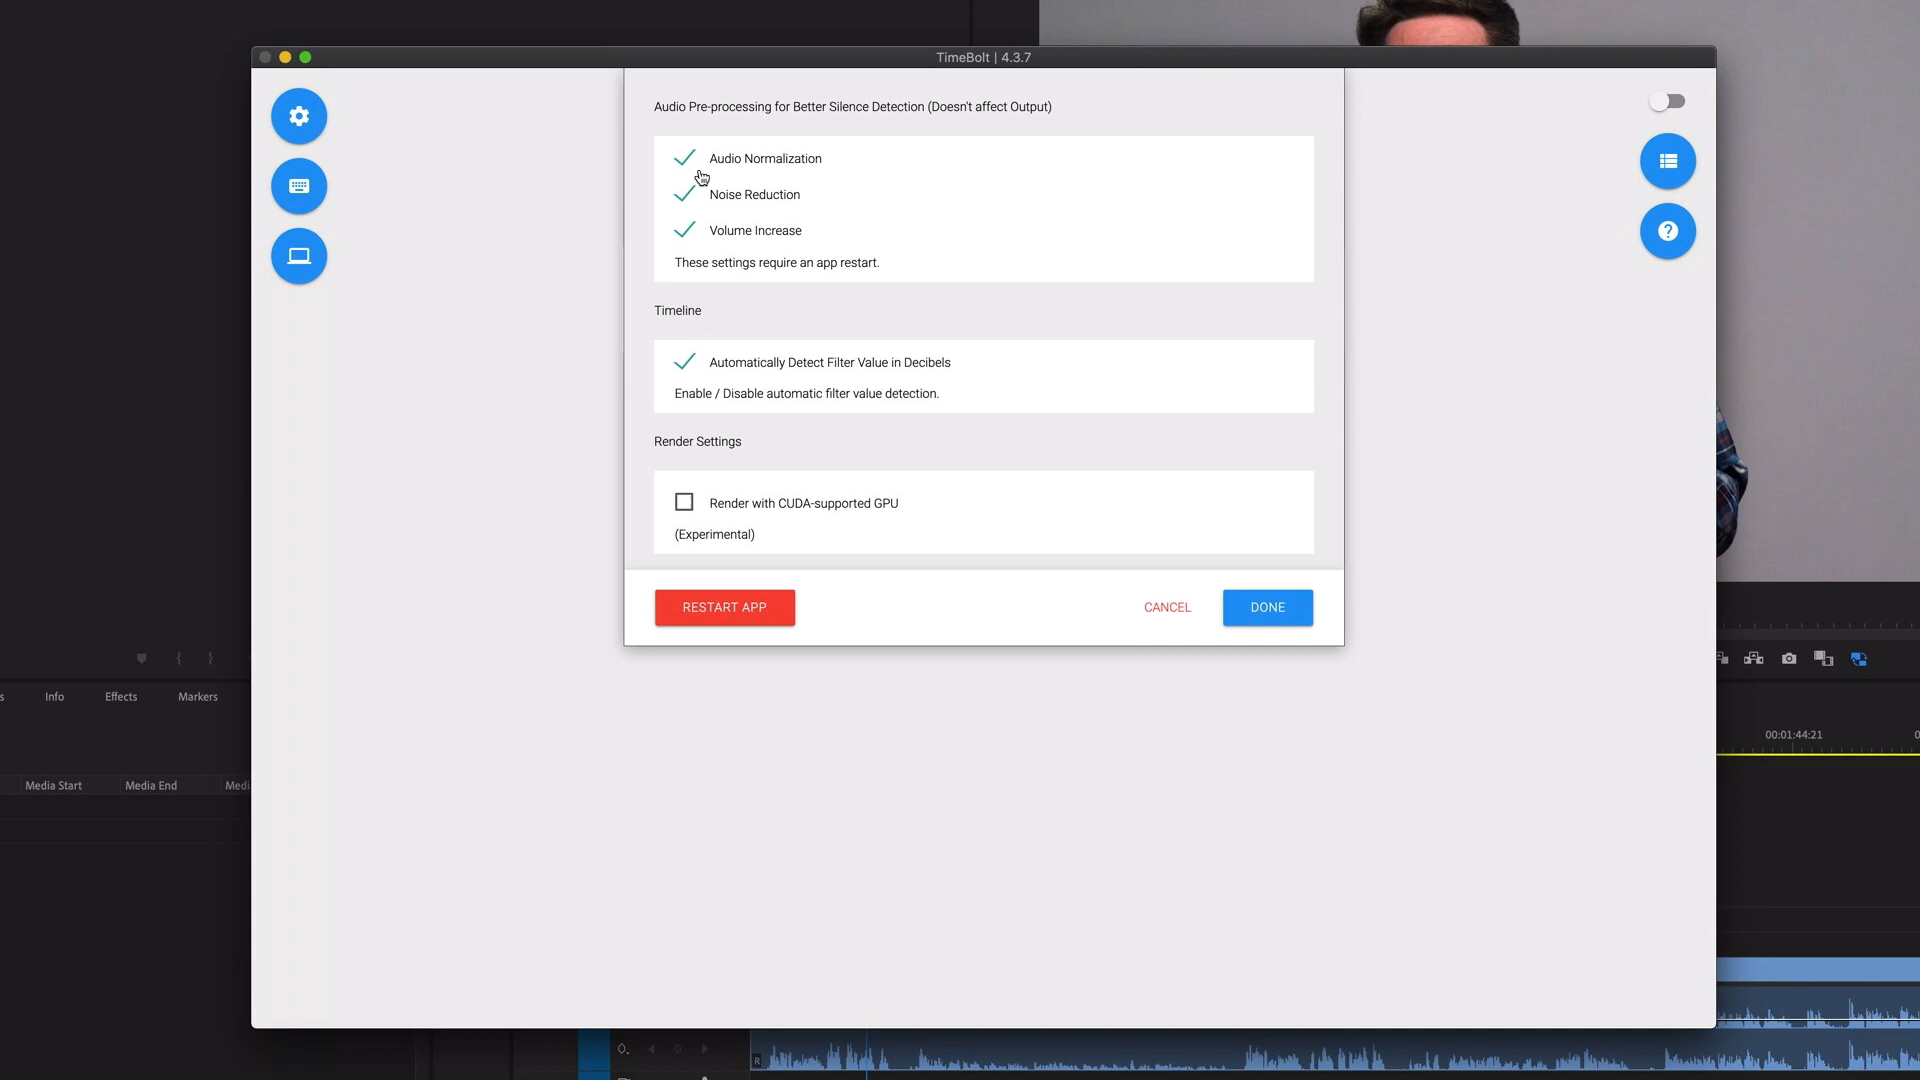 TimeBolt | 4.3.7
Audio Pre-processing for Better Silence Detection (Doesn't affect Output)
Audio Normalization
Noise Reduction
Volume Increase
These settings require an app restart.
Timeline
Automatically Detect Filter Value in Decibels
Enable / Disable automatic filter value detection.
Render Settings
Render with CUDA-supported GPU
(Experimental)
RESTART APP
CANCEL
DONE
Info
Effects
Markers
00:01:44:21
Media Start
Media End
R